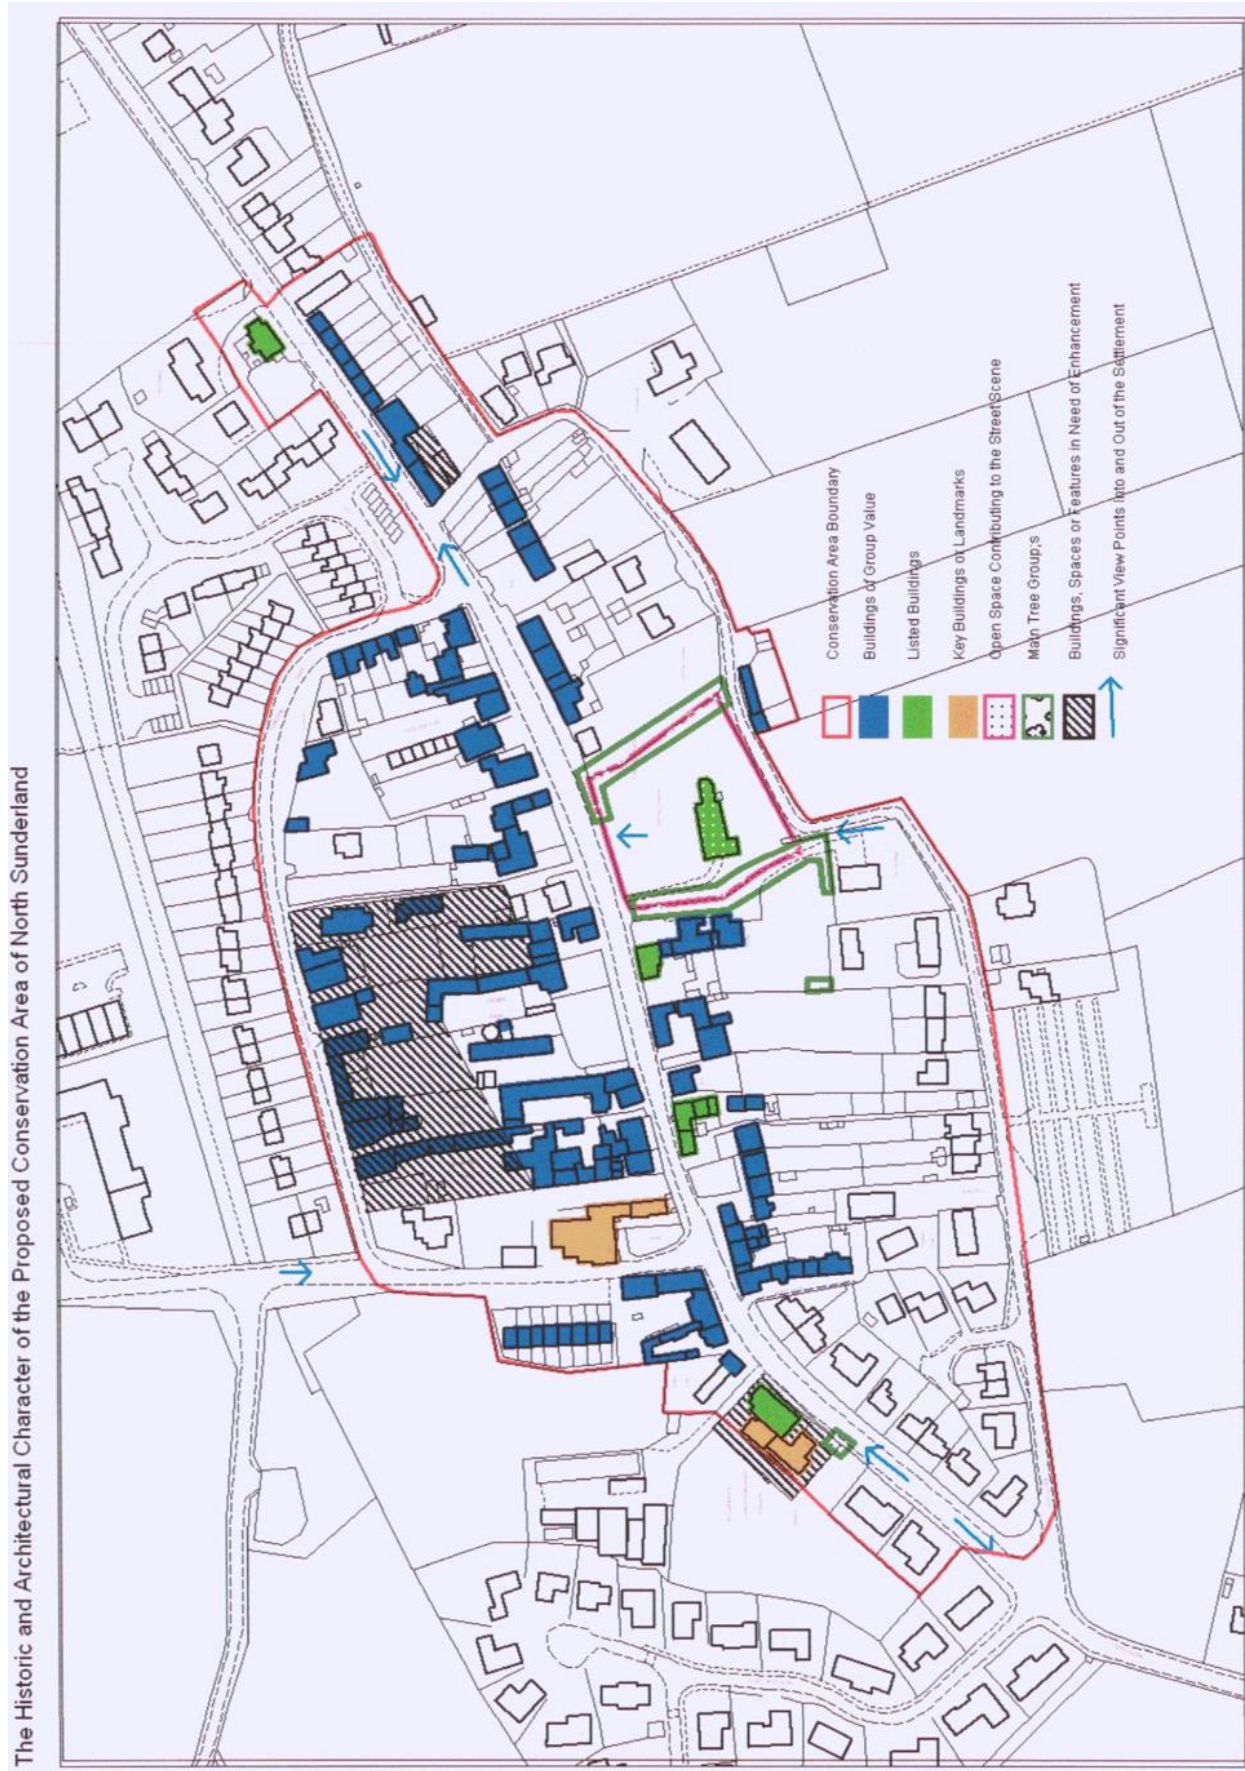 The Historic and Architectural Character of the Proposed Conservation Area of North Sunderland
Conservation Area Boundary
Buildings of Group Value
Listed Buildings
Key Buildings or Landmarks
Open Space Contributing to the Street Scene
Main Tree Group;s
Buildings, Spaces or Features in Need of Enhancement
Significant View Points Into and Out of the Settlement